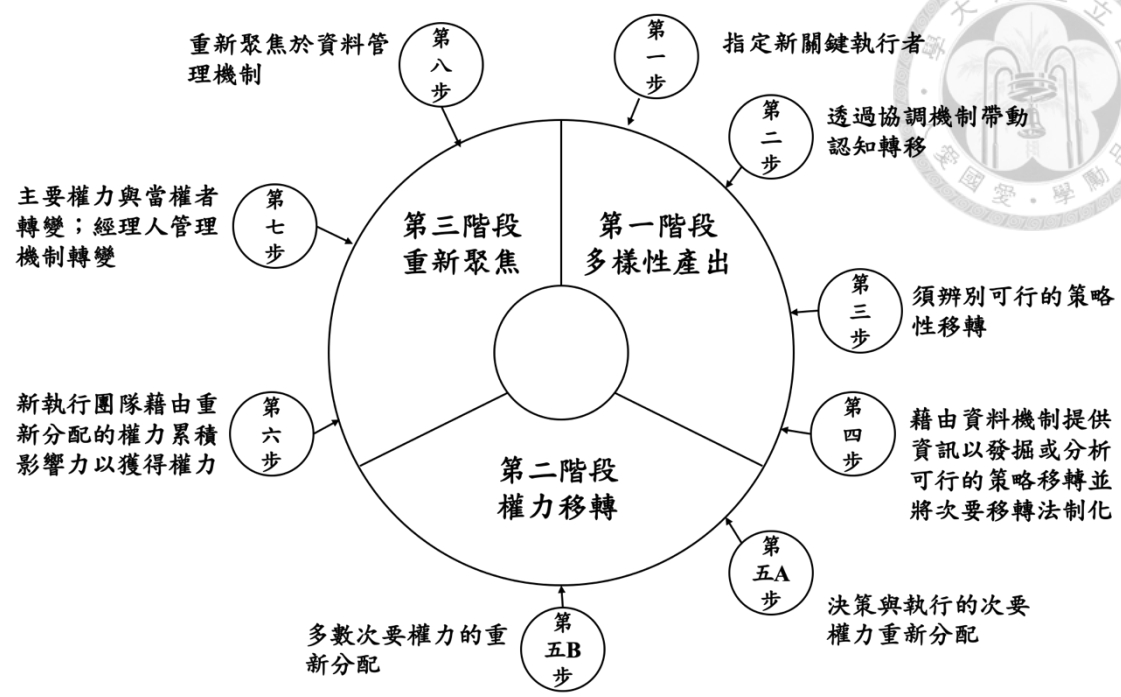 第一步
指定新關鍵執行者
第二步
透過協調機制帶動
認知轉移
第三步
須辨別可行的策略
性移轉
第四步
藉由資料機制提供
資訊以發掘或分析
可行的策略移轉並
將次要移轉法制化
第五A步
決策與執行的次要
權力重新分配
第五B步
多數次要權力的重
新分配
第六步
新執行團隊藉由重
新分配的權力累積
影響力以獲得權力
第七步
主要權力與當權者
轉變；經理人管理
機制轉變
第八步
重新聚焦於資料管
理機制
第一階段
多樣性產出
第二階段
權力移轉
第三階段
重新聚焦
愛國愛・學勵